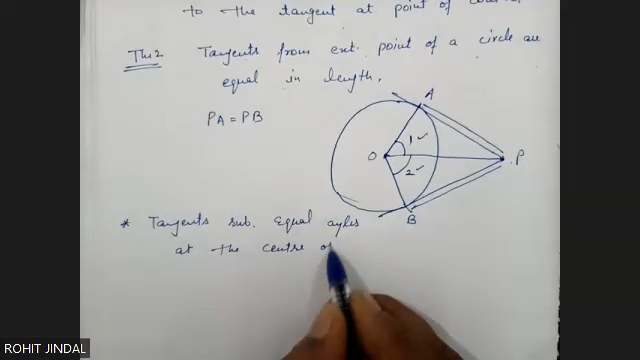 to the tangent at point of
Thm2 Tangents from ext. point of a circle are
equal in length.
PA = PB
A
O
1
2
P
B
* Tangents sub. Equal angles
at the centre of
ROHIT JINDAL